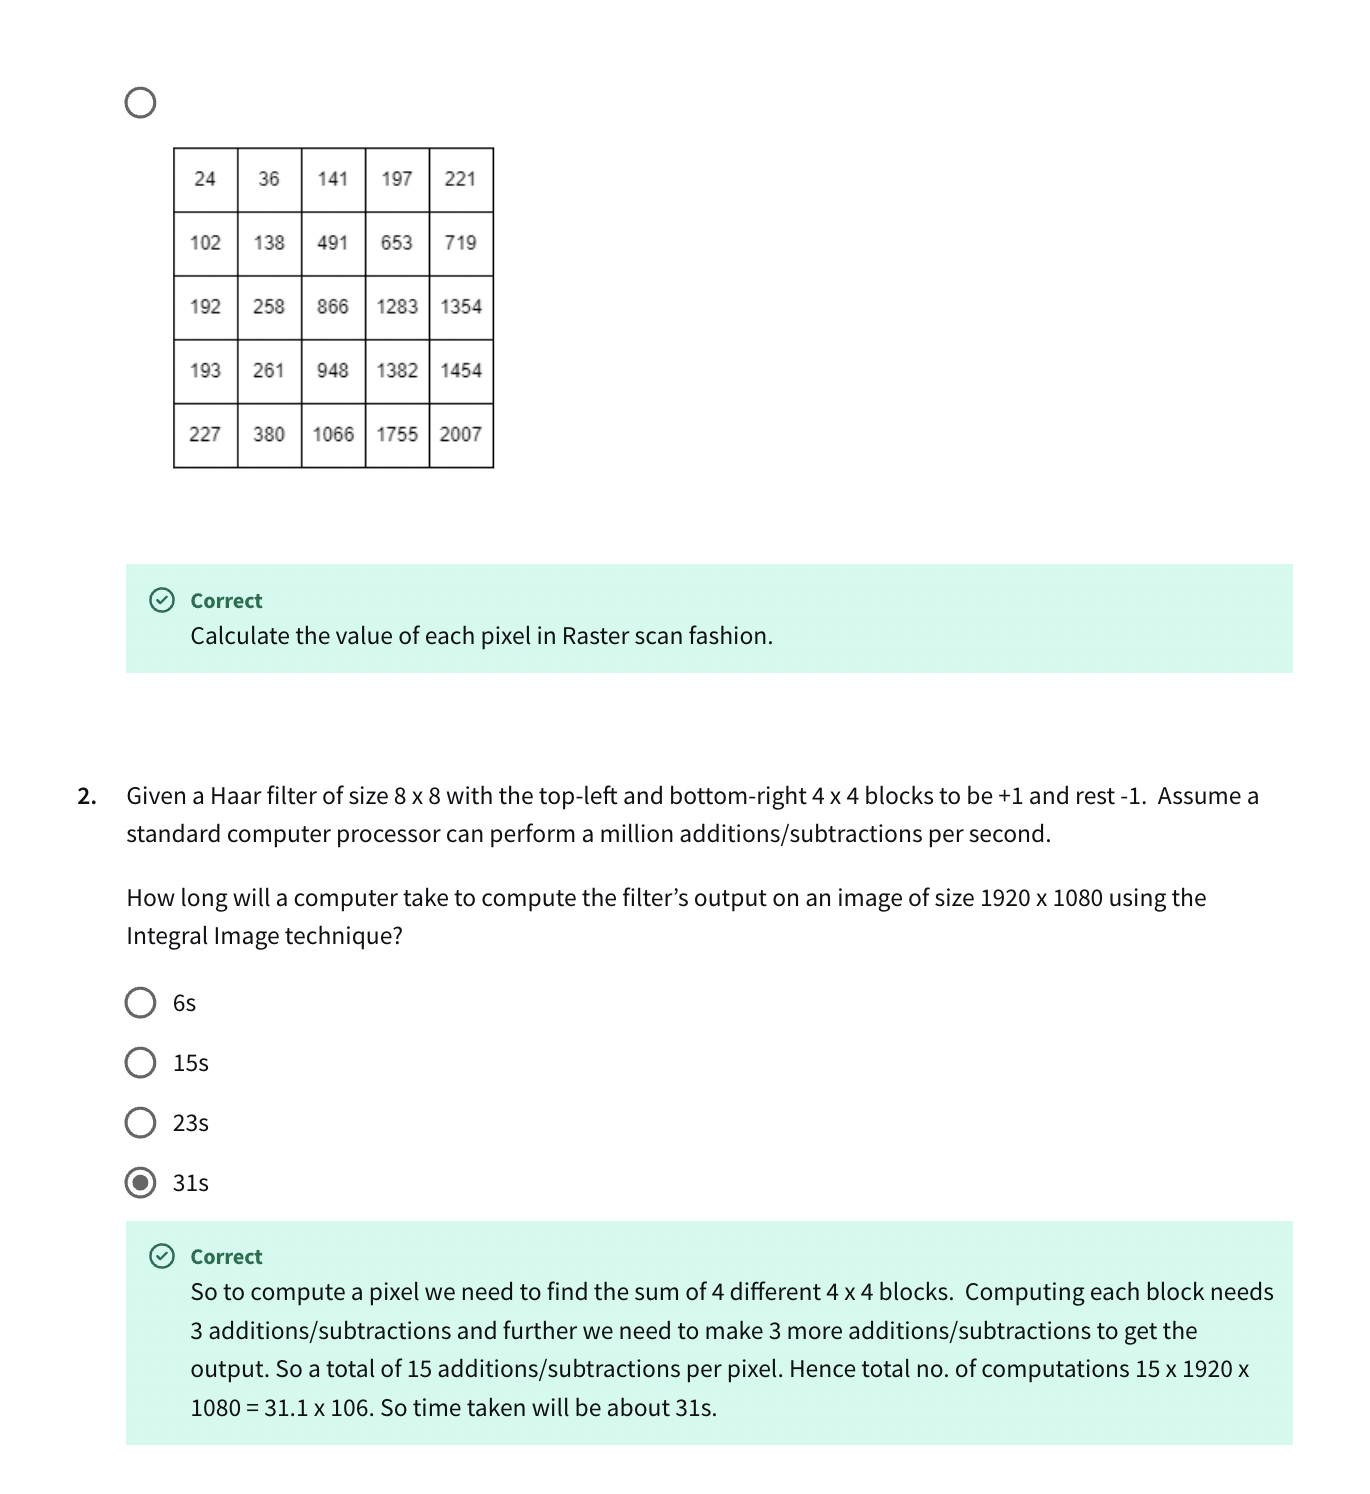 24 36 141 197 221
102 138 491 653 719
192 258 866 1283 1354
193 261 948 1382 1454
227 380 1066 1755 2007
Correct
Calculate the value of each pixel in Raster scan fashion.
2. Given a Haar filter of size 8 x 8 with the top-left and bottom-right 4 x 4 blocks to be +1 and rest -1.  Assume a
standard computer processor can perform a million additions/subtractions per second.
How long will a computer take to compute the filter’s output on an image of size 1920 x 1080 using the
Integral Image technique?
6s
15s
23s
31s
Correct
So to compute a pixel we need to find the sum of 4 different 4 x 4 blocks.  Computing each block needs
3 additions/subtractions and further we need to make 3 more additions/subtractions to get the
output. So a total of 15 additions/subtractions per pixel. Hence total no. of computations 15 x 1920 x
1080 = 31.1 x 106. So time taken will be about 31s.